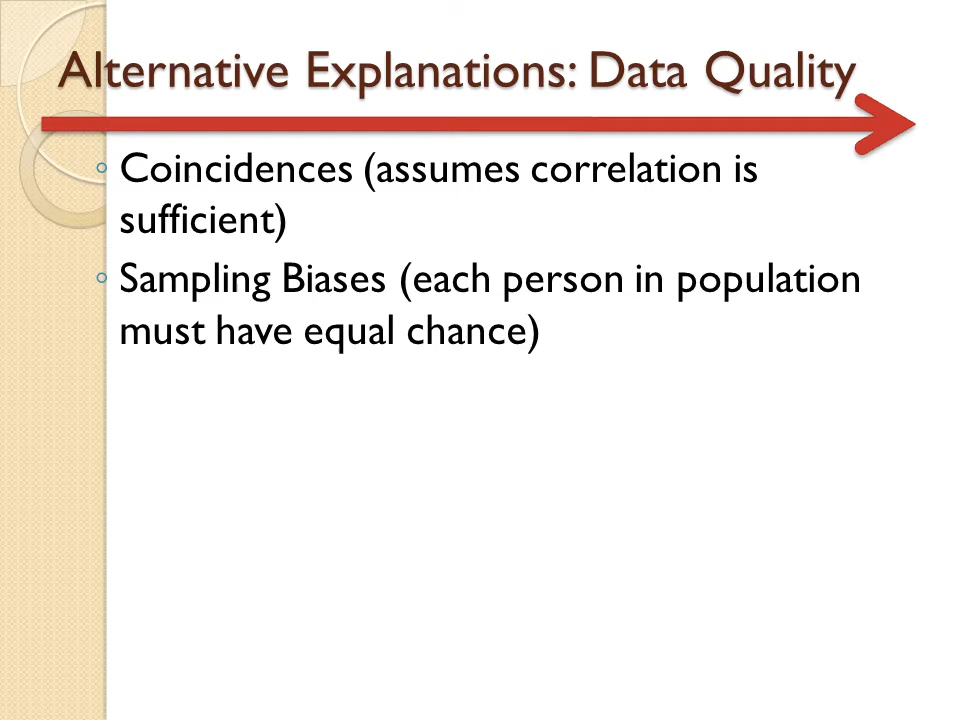 Alternative Explanations: Data Quality
◦ Coincidences (assumes correlation is
sufficient)
◦ Sampling Biases (each person in population
must have equal chance)